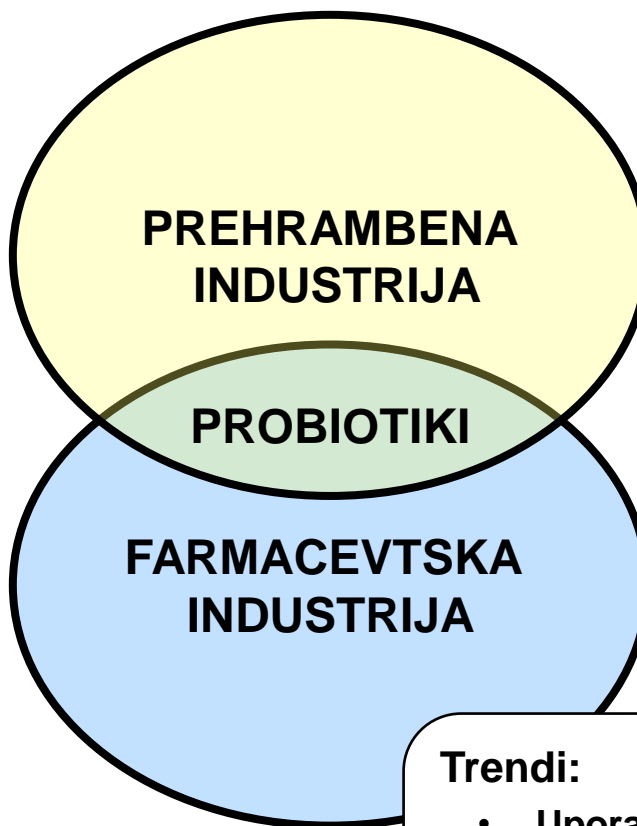 PREHRAMBENA
INDUSTRIJA
PROBIOTIKI
FARMACEVTSKA
INDUSTRIJA
Trendi: